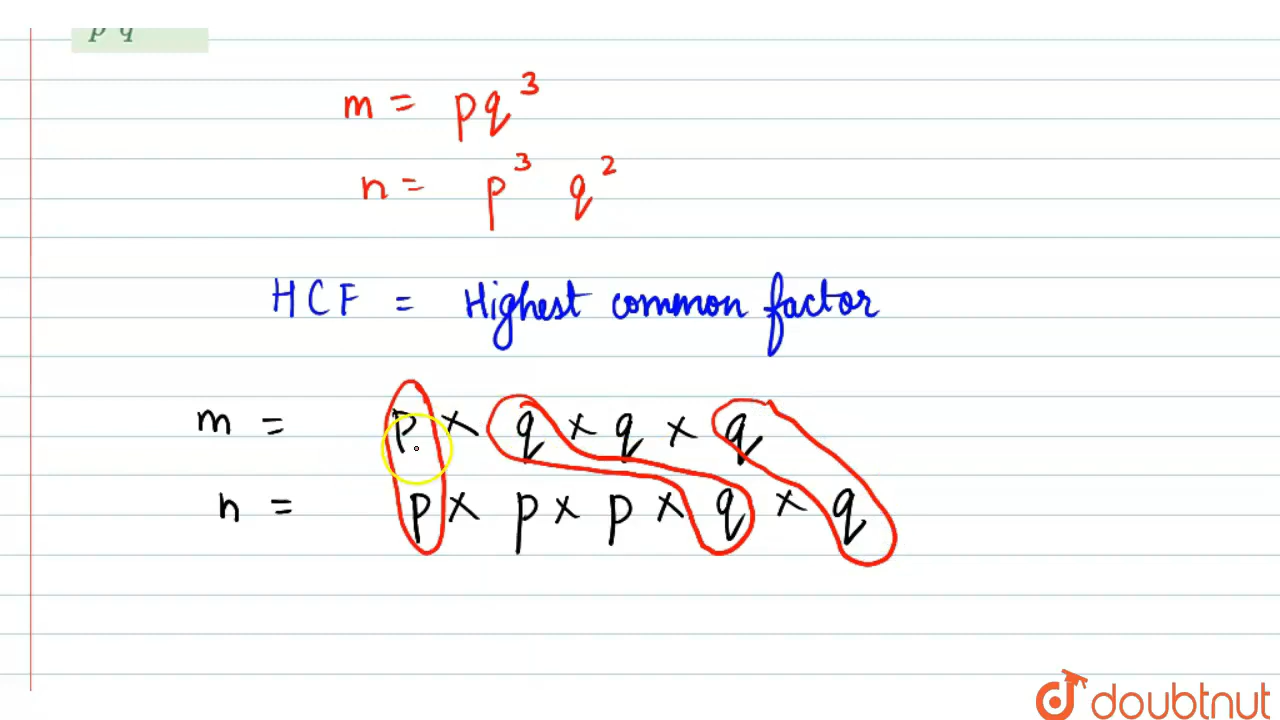 m = pq³
n = p³ q²
HCF = Highest common factor
m = p × q × q × q
n = p × p × p × q × q
doubtnut